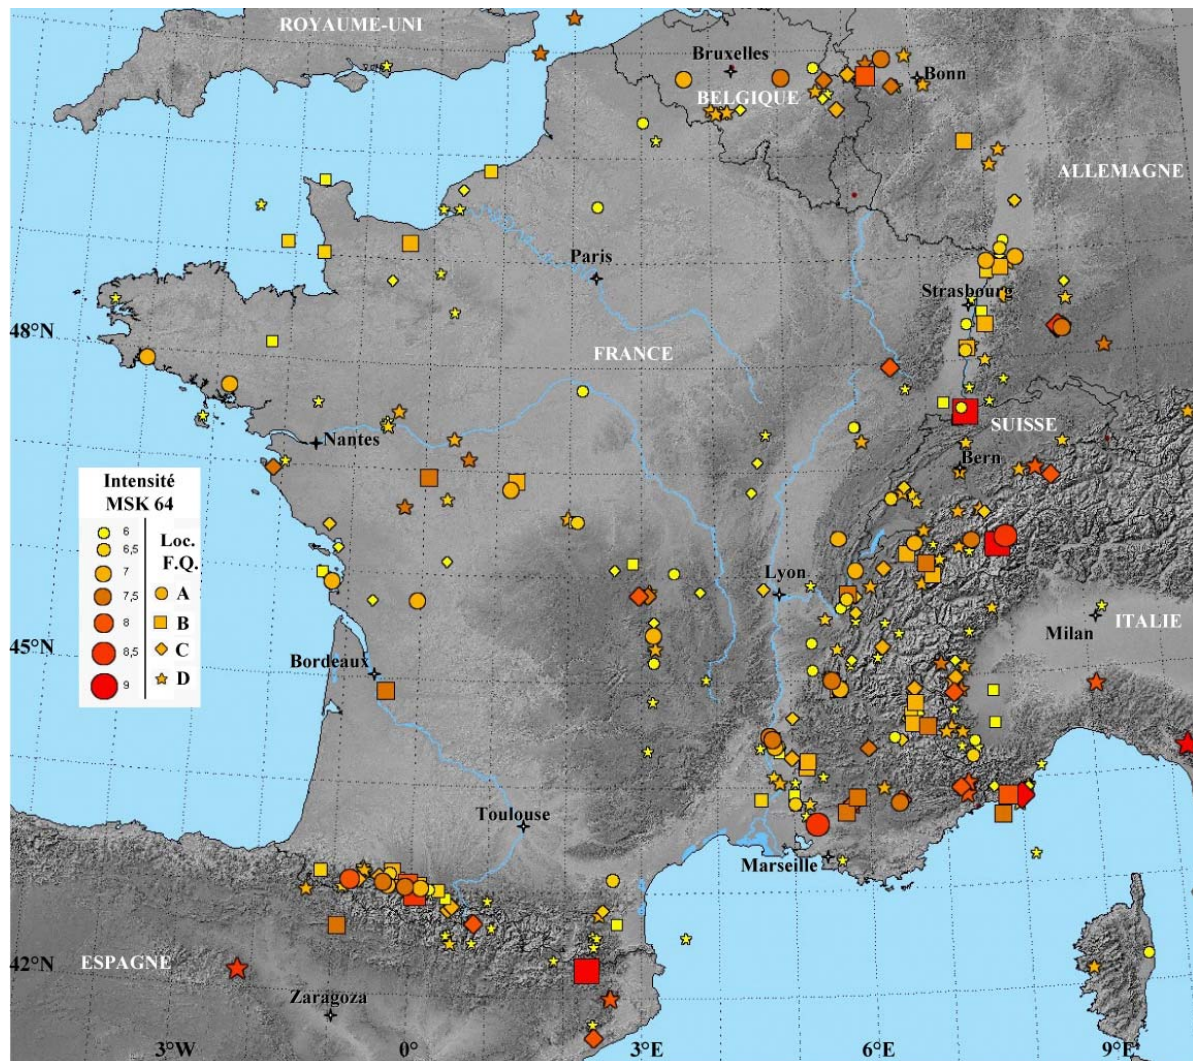 ROYAUME-UNI
Bruxelles
Bonn
BELGIQUE
ALLEMAGNE
Paris
Strasbourg
48°N
FRANCE
Nantes
SUISSE
Bern
Intensité
MSK 64
6
6,5
7
7,5
8
8,5
9
Loc.
F.Q.
A
B
C
D
Lyon
Milan
ITALIE
45°N
Bordeaux
Toulouse
Marseille
42°N
ESPAGNE
Zaragoza
3°W
0°
3°E
6°E
9°E